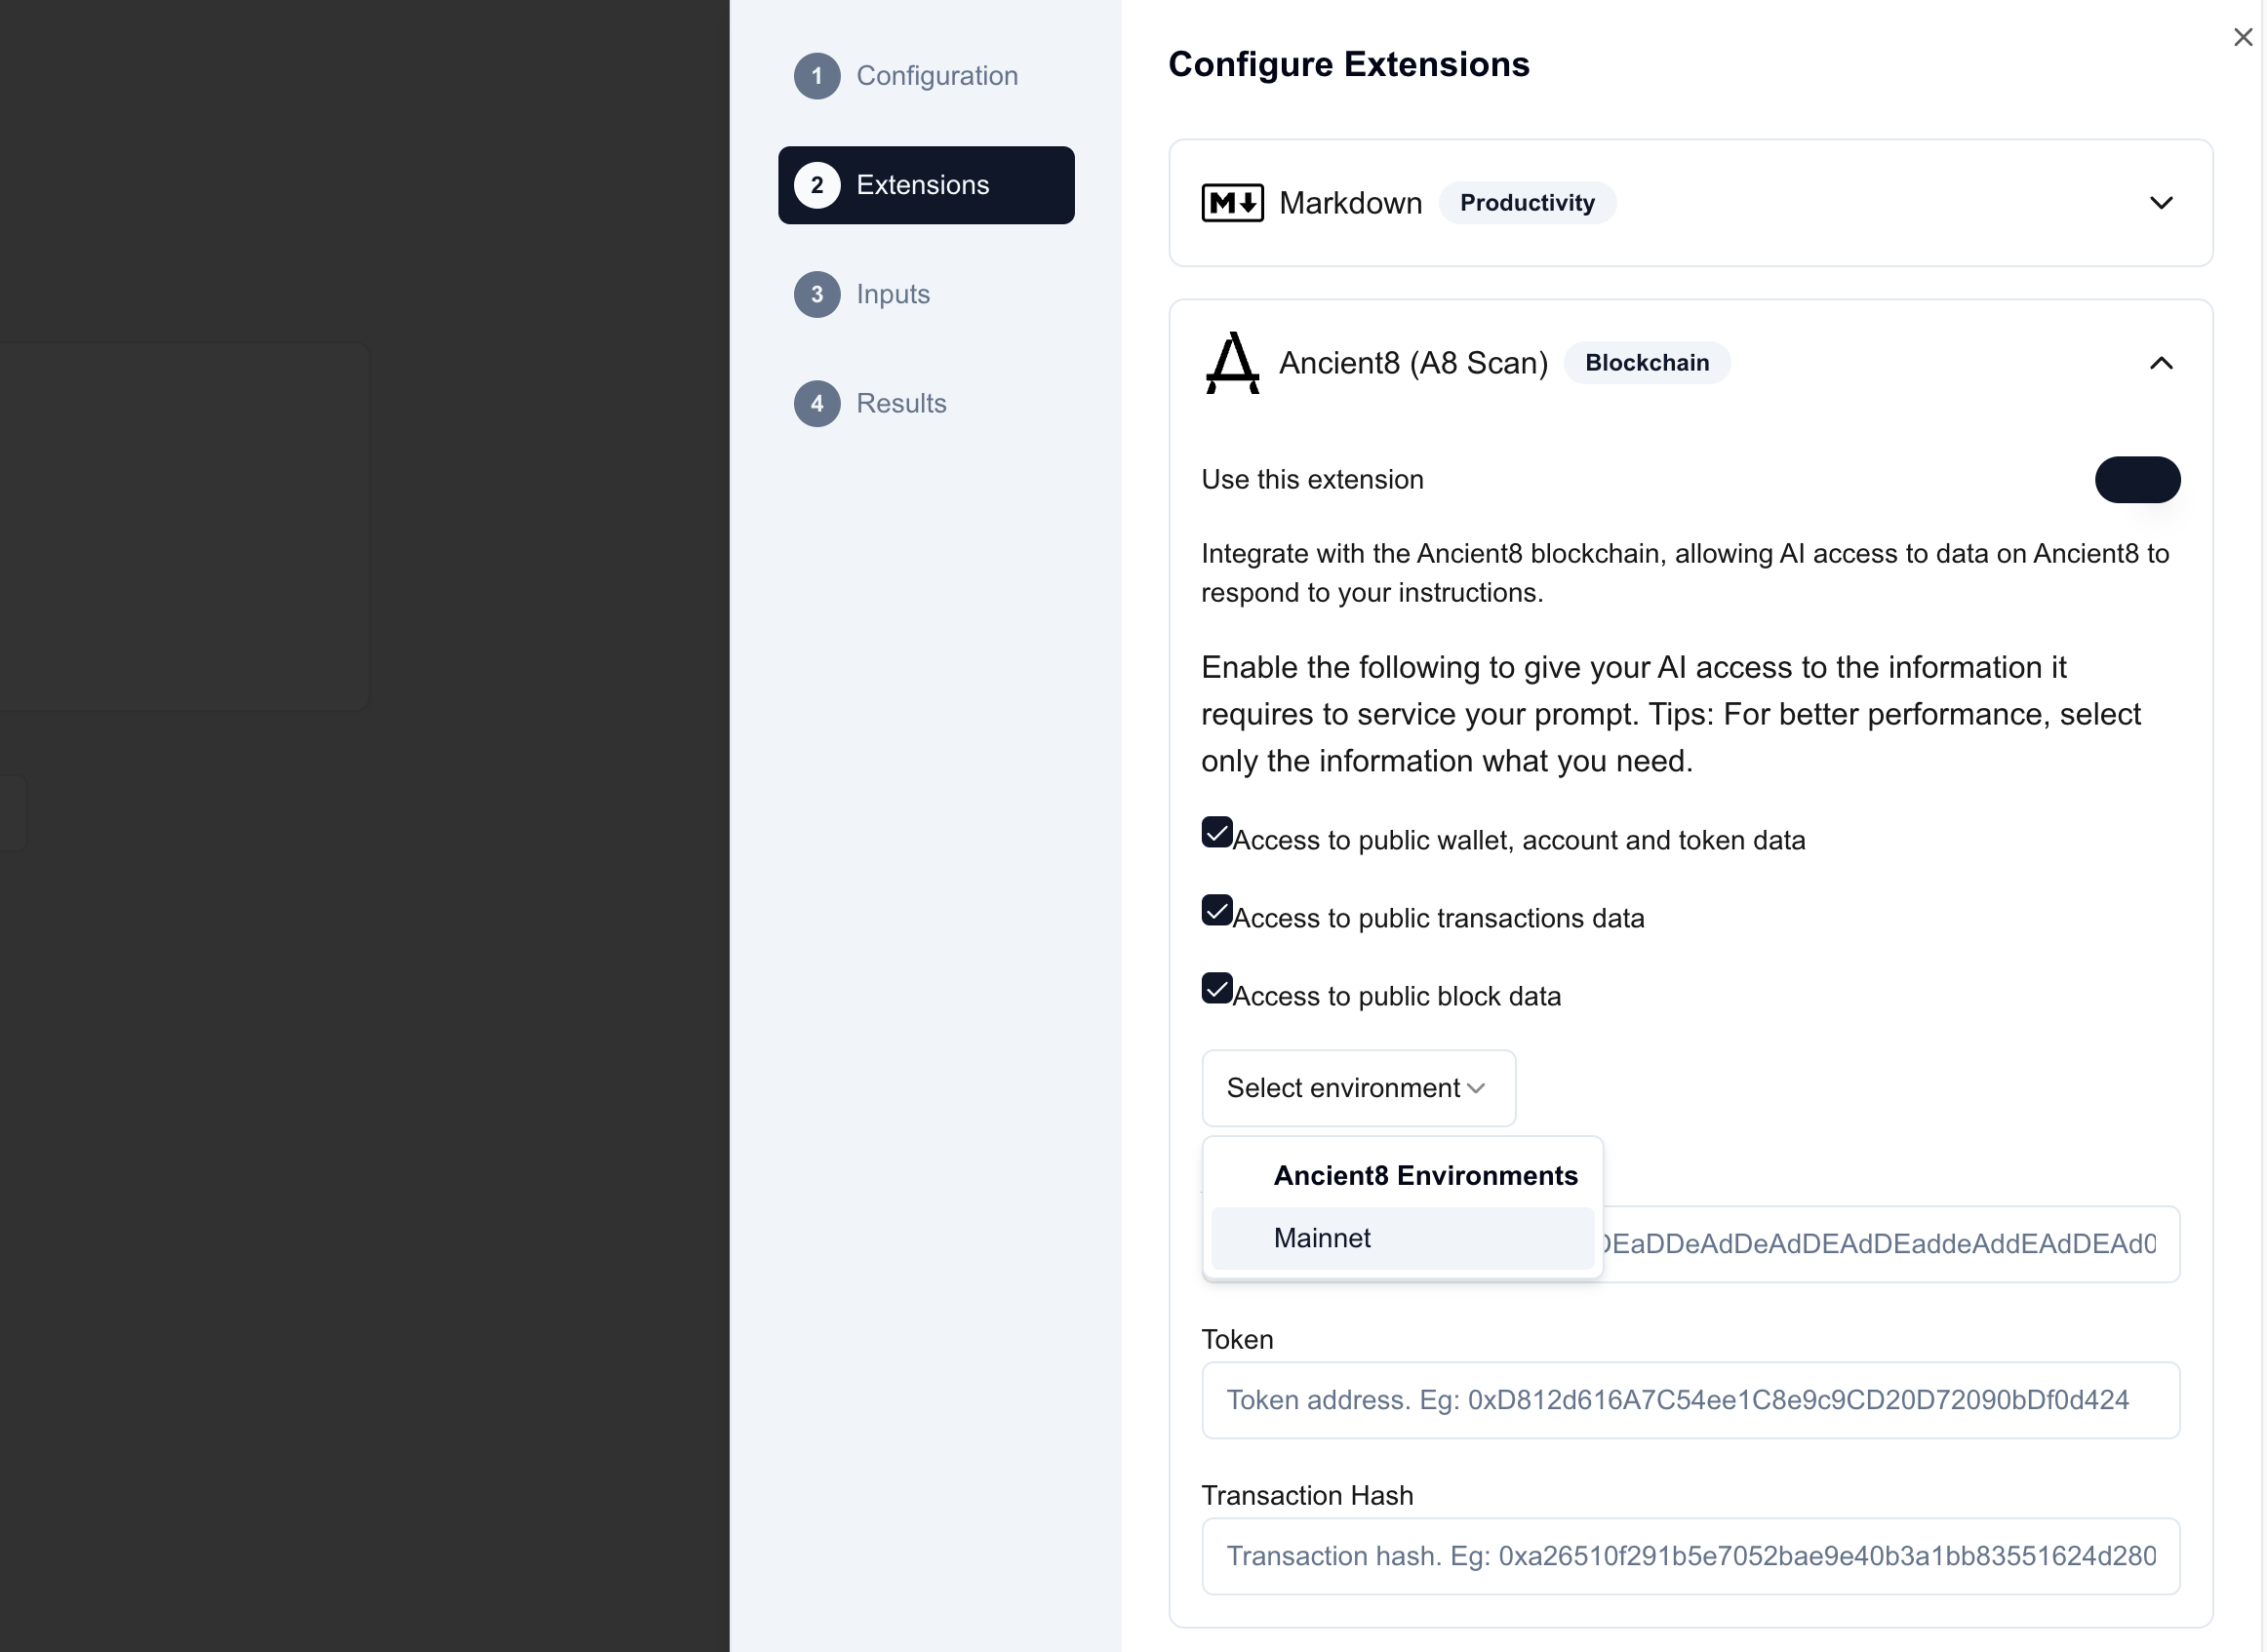 1 Configuration
2 Extensions
3 Inputs
4 Results
Configure Extensions
Markdown Productivity
Ancient8 (A8 Scan) Blockchain
Use this extension
Integrate with the Ancient8 blockchain, allowing AI access to data on Ancient8 to
respond to your instructions.
Enable the following to give your AI access to the information it
requires to service your prompt. Tips: For better performance, select
only the information what you need.
Access to public wallet, account and token data
Access to public transactions data
Access to public block data
Select environment
Ancient8 Environments
Mainnet
EaDDeAdDeAdDEAdDEaddeAddEAdDEAd0
Token
Token address. Eg: 0xD812d616A7C54ee1C8e9c9CD20D72090bDf0d424
Transaction Hash
Transaction hash. Eg: 0xa26510f291b5e7052bae9e40b3a1bb83551624d280